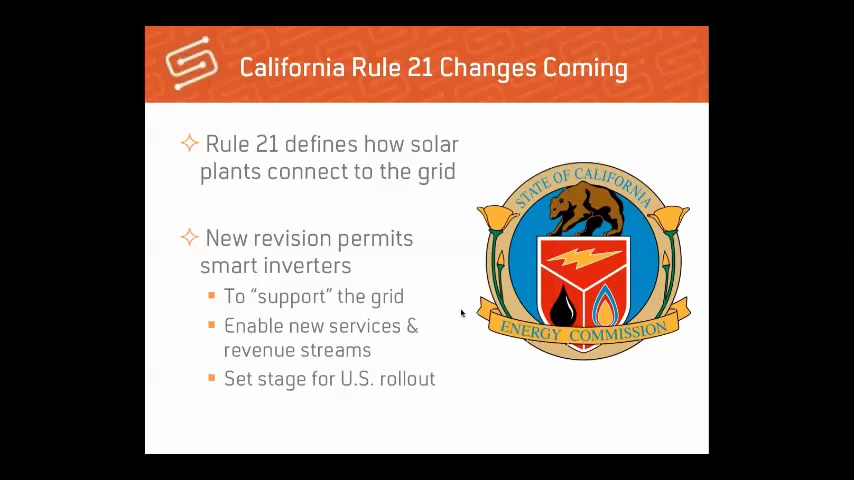 California Rule 21 Changes Coming
Rule 21 defines how solar
plants connect to the grid
New revision permits
smart inverters
To “support” the grid
Enable new services &
revenue streams
Set stage for U.S. rollout
STATE OF CALIFORNIA
ENERGY COMMISSION